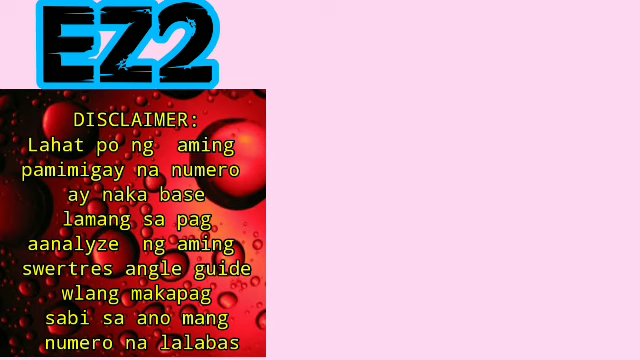 EZ2
DISCLAIMER:
Lahat po ng aming
pamimigay na numero
ay naka base
lamang sa pag
aanalyze ng aming
swertres angle guide
wlang makapag
sabi sa ano mang
numero na lalabas